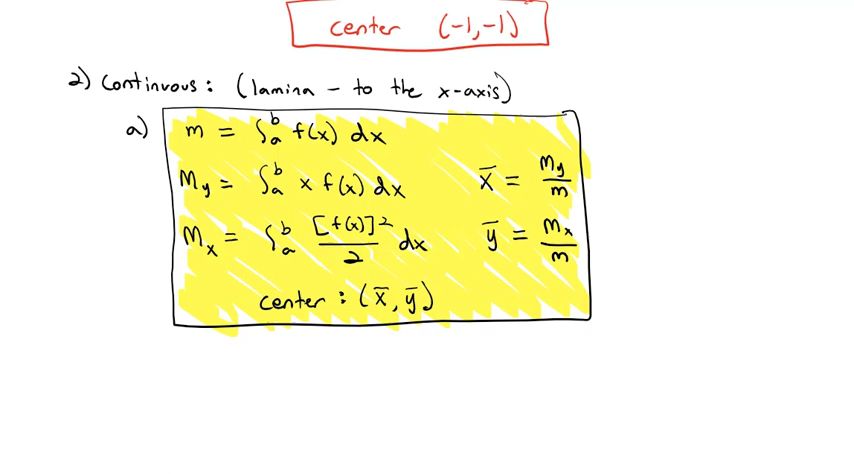 center (-1,-1)
2) Continuous: (lamina - to the x-axis)
a) m = ∫ₐᵇ f(x) dx
My = ∫ₐᵇ x f(x) dx x̄ = My/m
Mx = ∫ₐᵇ [f(x)]²/2 dx ȳ = Mx/m
center: (x̄, ȳ)